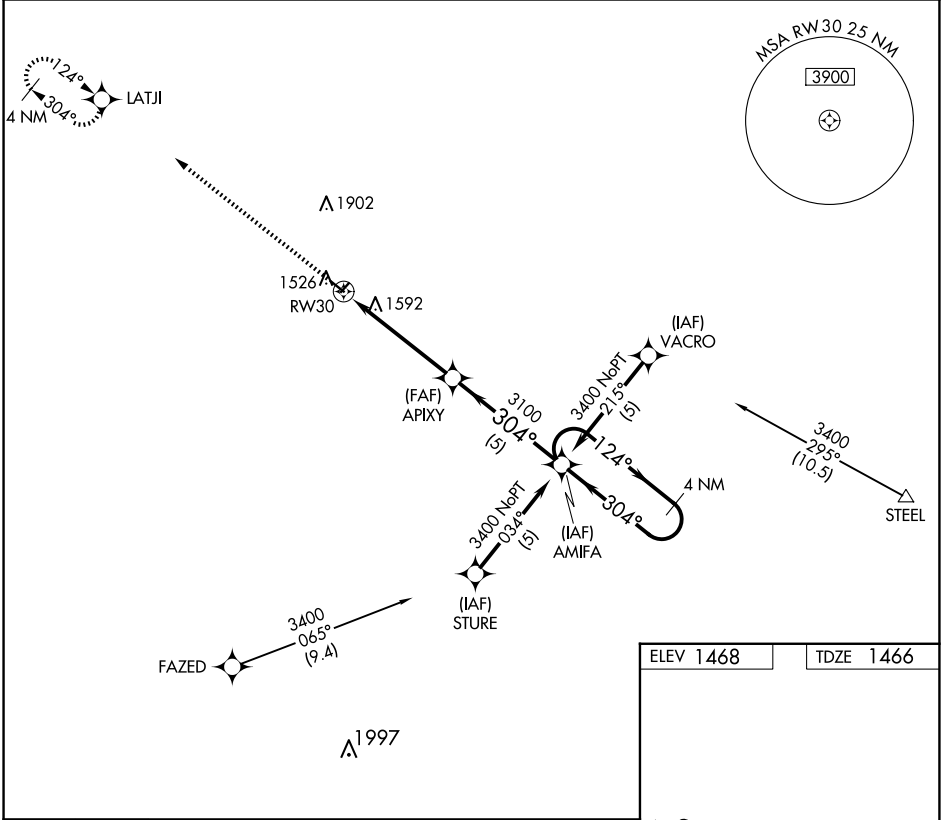 MSA RW30 25 NM
3900
124°
304°
4 NM
LATJI
1902
1526
RW30
1592
(IAF)
VACRO
3400 NoPT
215°
(5)
(FAF)
APIXY
3100
304°
(5)
124°
304°
4 NM
3400
295°
(10.5)
STEEL
3400 NoPT
034°
(5)
(IAF)
AMIFA
(IAF)
STURE
3400
065°
(9.4)
FAZED
1997
ELEV 1468
TDZE 1466